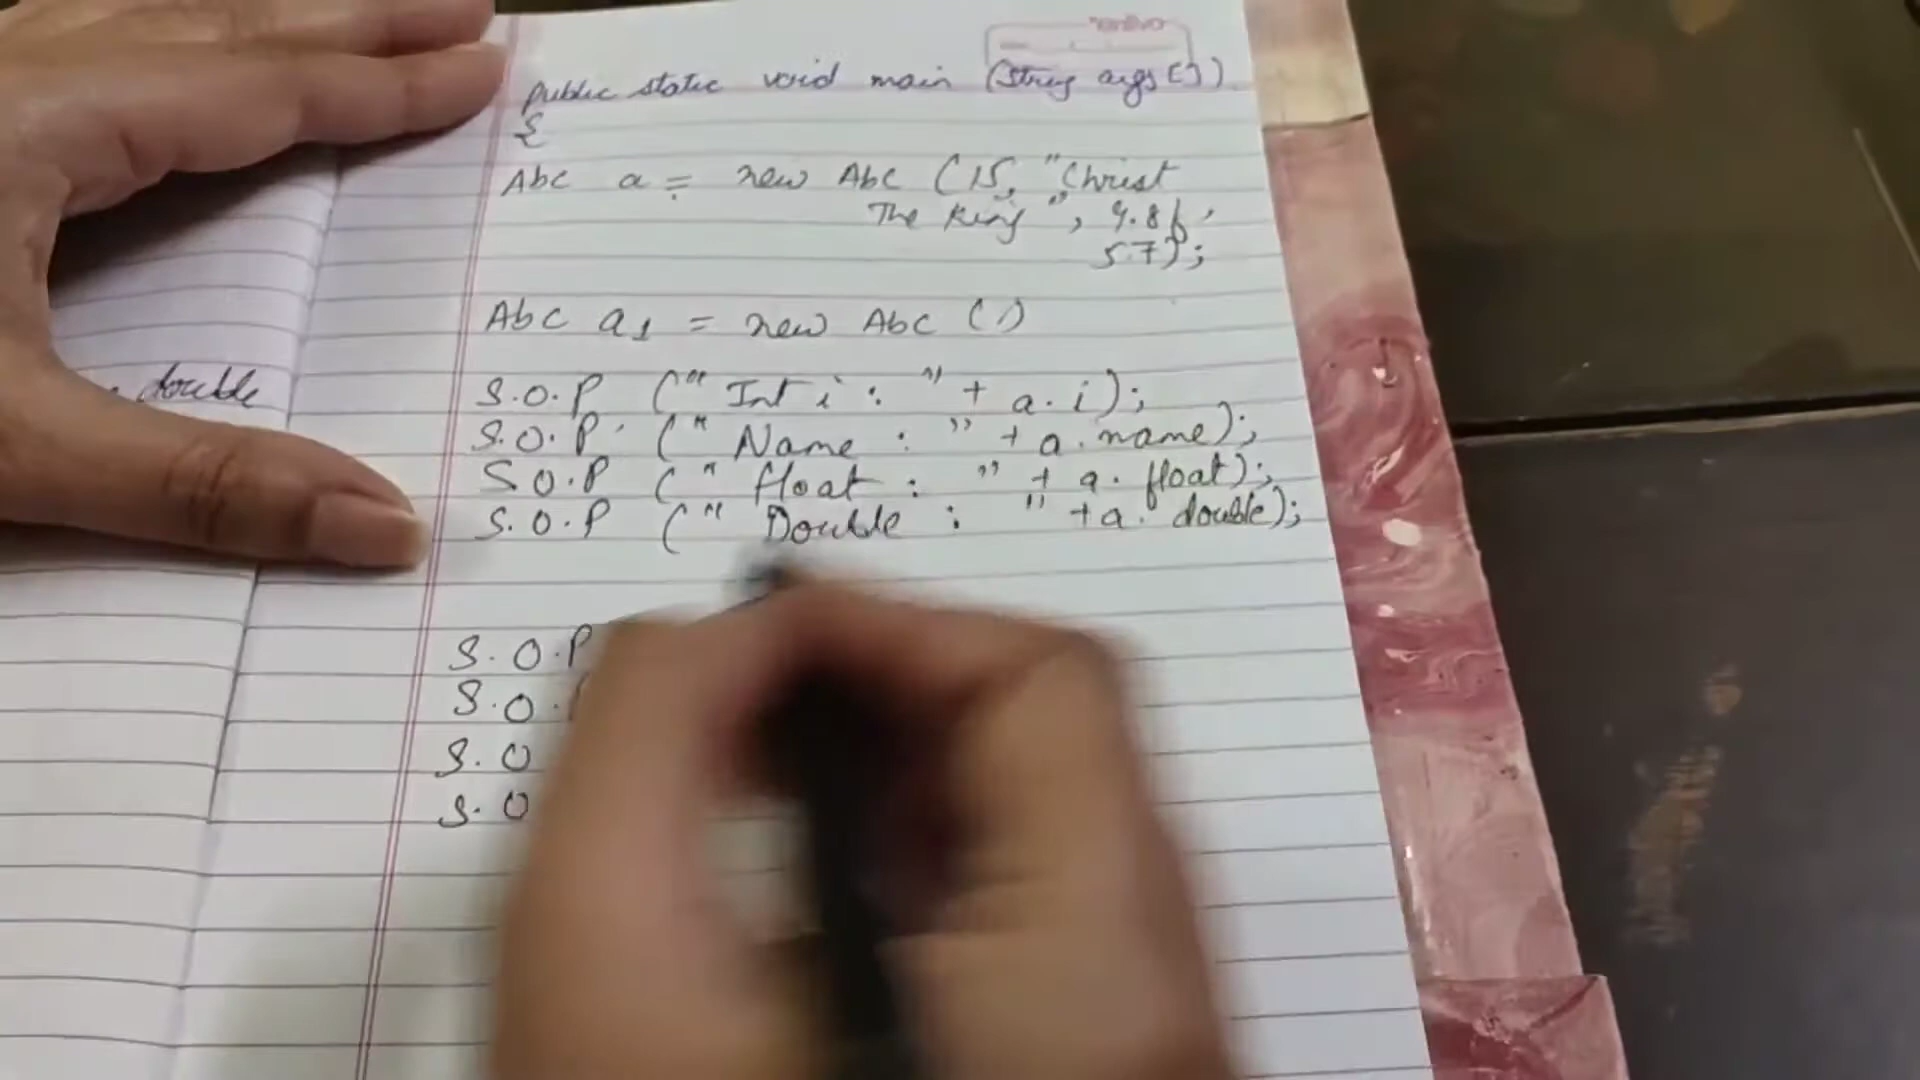 double
public static void main (String args [])
{
Abc a = new Abc (15, "Christ
The King", 9.8f,
5.7);
Abc a1 = new Abc ()
S.O.P (" Int i : " + a.i);
S.O.P. (" Name : " + a.name);
S.O.P (" float : " + a.float);
S.O.P (" Double : " + a.double);
S.O.P
S.O.
S.O
S.O